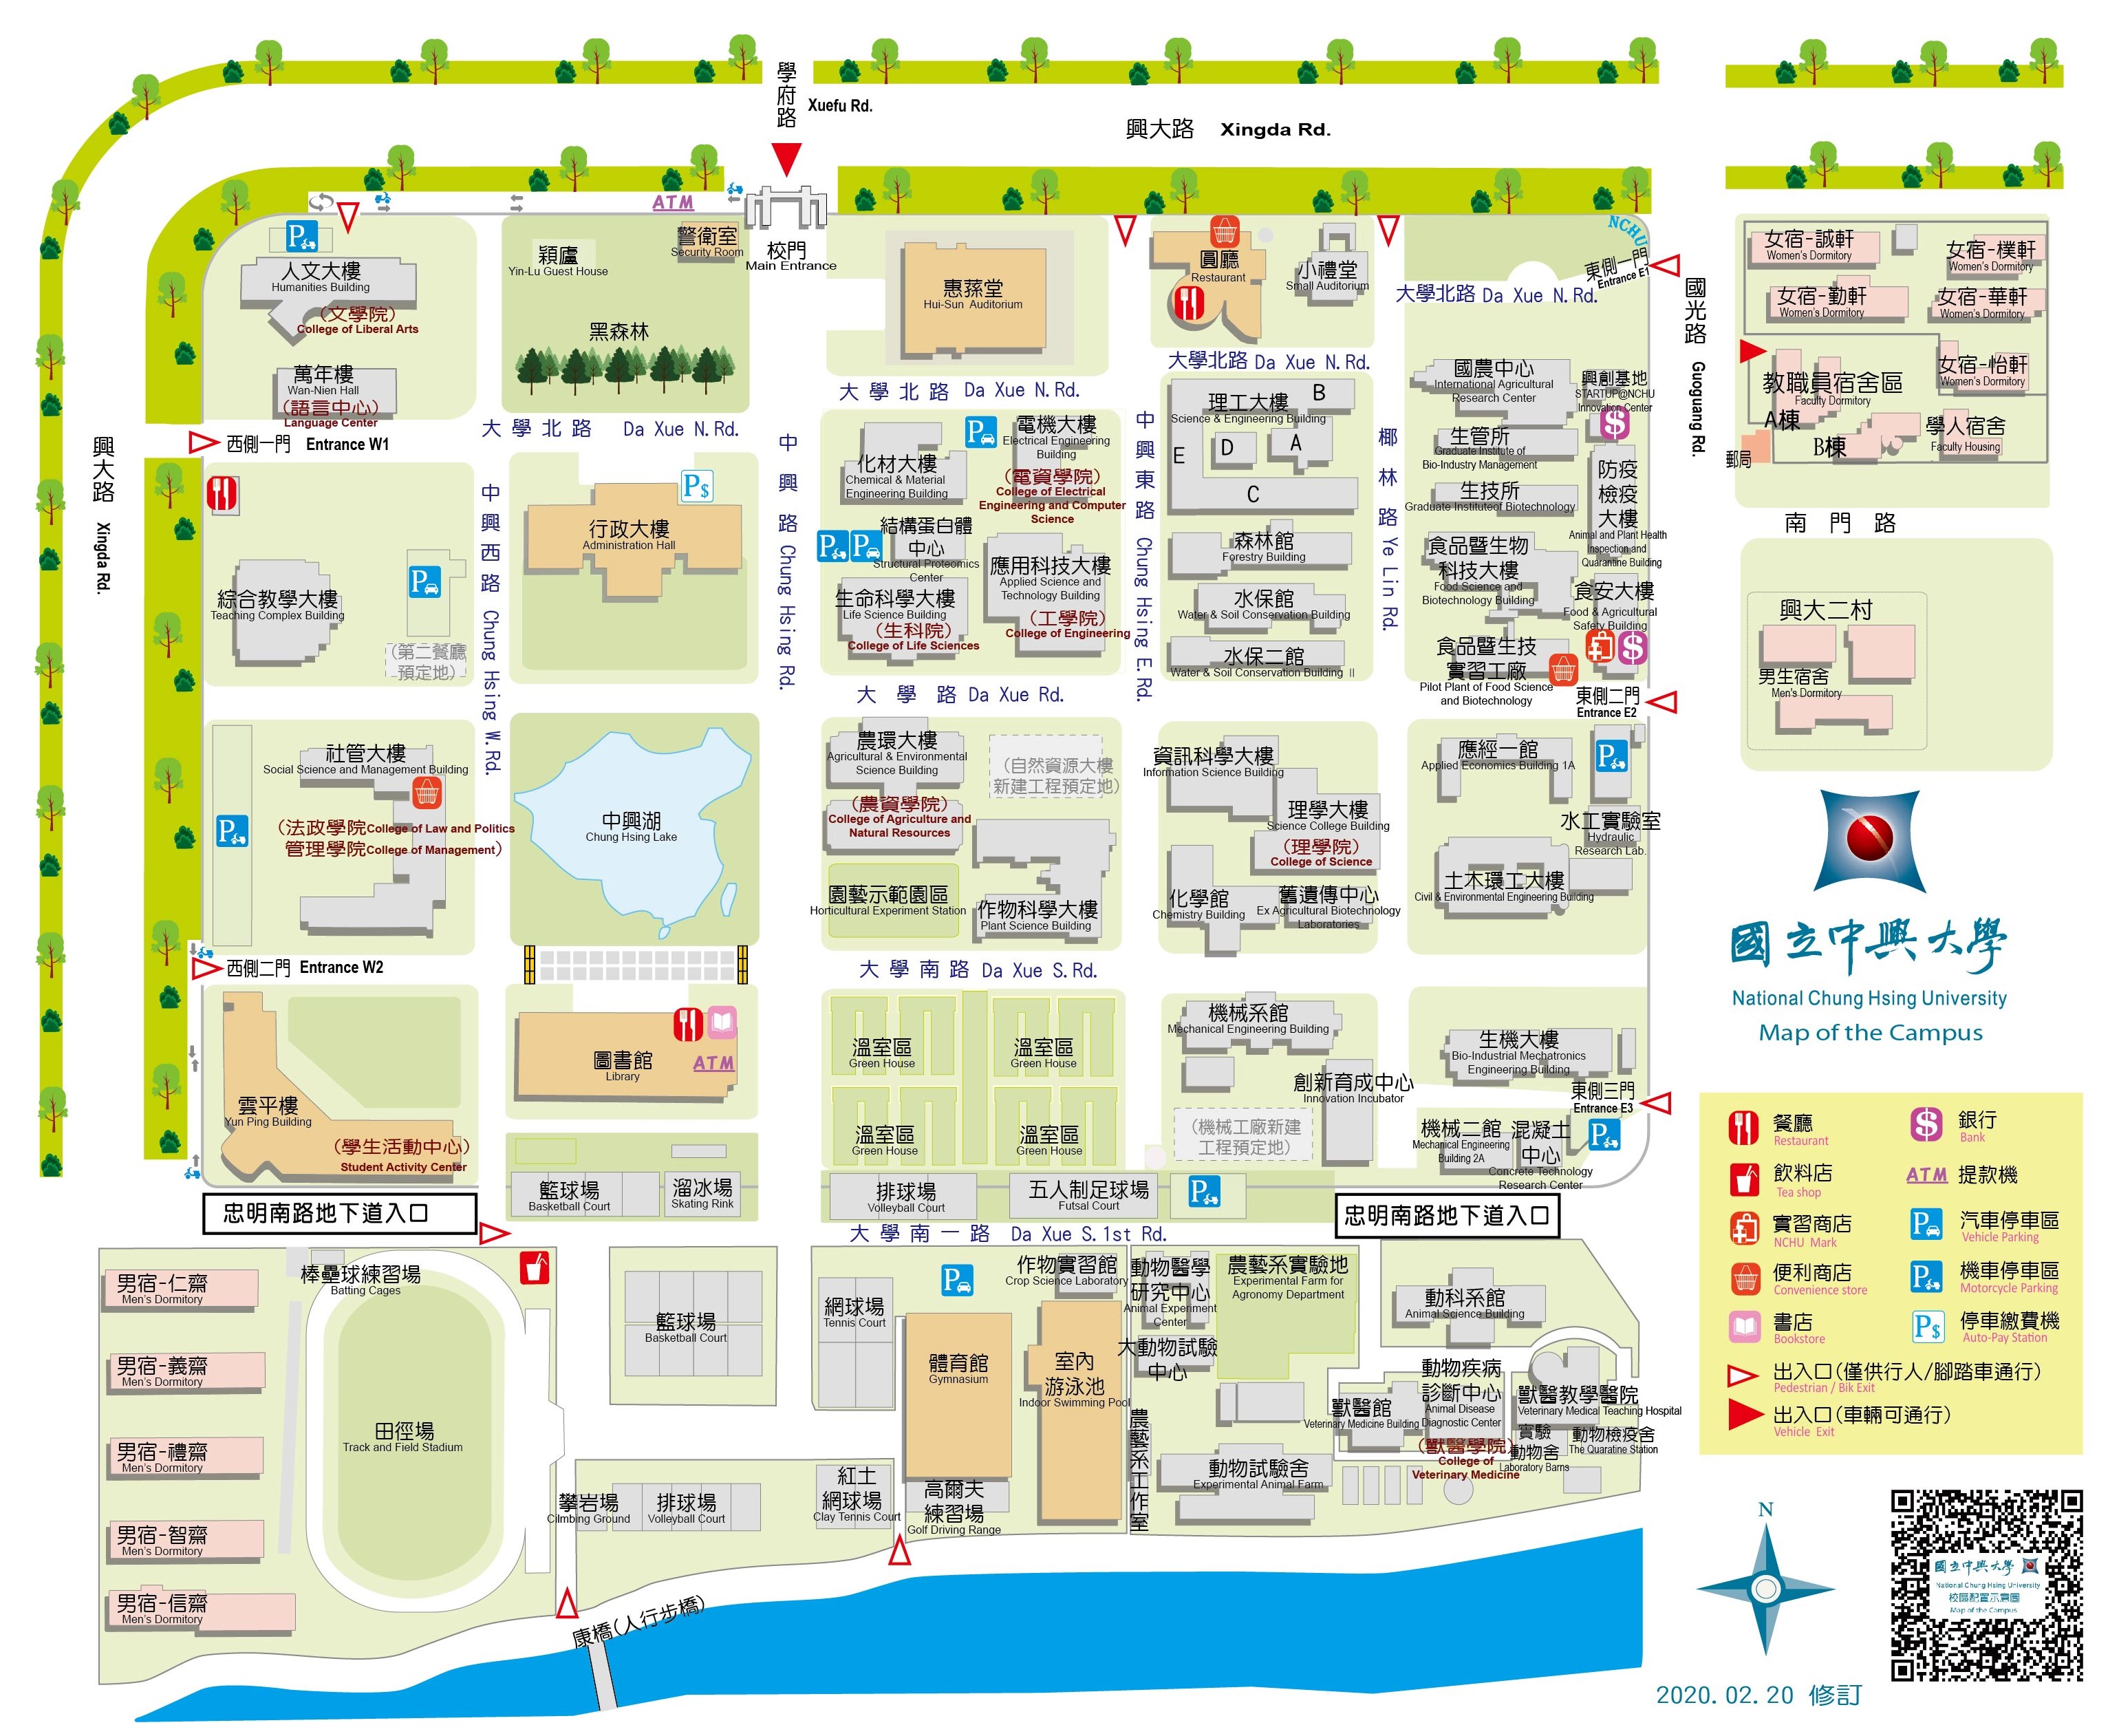 學府路
Xuefu Rd.
興大路 Xingda Rd.
ATM
警衛室
Security Room
校門
Main Entrance
穎廬
Yin-Lu Guest House
黑森林
人文大樓
Humanities Building
(文學院)
College of Liberal Arts
萬年樓
Wan-Nien Hall
(語言中心)
Language Center
西側一門 Entrance W1
興大路 Xingda Rd.
惠蓀堂
Hui-Sun Auditorium
圓廳
Restaurant
小禮堂
Small Auditorium
NCHU
東側一門
Entrance E1
大學北路 Da Xue N.Rd.
大學北路 Da Xue N.Rd.
大學北路 Da Xue N.Rd.
大學北路 Da Xue N.Rd.
國光路 Guoguang Rd.
女宿-誠軒
Women's Dormitory
女宿-樸軒
Women's Dormitory
女宿-勤軒
Women's Dormitory
女宿-華軒
Women's Dormitory
女宿-怡軒
Women's Dormitory
教職員宿舍區
Faculty Dormitory
A棟
B棟
學人宿舍
Faculty Housing
郵局
南門路
興大二村
男生宿舍
Men's Dormitory
中興西路 Chung Hsing W.Rd.
中興路 Chung Hsing Rd.
中興東路 Chung Hsing E.Rd.
椰林路 Ye Lin Rd.
行政大樓
Administration Hall
綜合教學大樓
Teaching Complex Building
(第二餐廳
預定地)
化材大樓
Chemical & Material
Engineering Building
電機大樓
Electrical Engineering
Building
(電資學院)
College of Electrical
Engineering and Computer
Science
結構蛋白體
中心
Structural Proteomics
Center
應用科技大樓
Applied Science and
Technology Building
(工學院)
College of Engineering
生命科學大樓
Life Science Building
(生科院)
College of Life Sciences
理工大樓
Science & Engineering Building
A
B
C
D
E
森林館
Forestry Building
水保館
Water & Soil Conservation Building
水保二館
Water & Soil Conservation Building II
國農中心
International Agricultural
Research Center
興創基地
STARTUP@NCHU
Innovation Center
生管所
Graduate Institute of
Bio-Industry Management
生技所
Graduate Instituteof Biotechnology
防疫
檢疫
大樓
Animal and Plant Health
Inspection and
Quarantine Building
食品暨生物
科技大樓
Food Science and
Biotechnology Building
食安大樓
Food & Agricultural
Safety Building
食品暨生技
實習工廠
Pilot Plant of Food Science
and Biotechnology
東側二門
Entrance E2
大學路 Da Xue Rd.
社管大樓
Social Science and Management Building
(法政學院College of Law and Politics
管理學院College of Management)
中興湖
Chung Hsing Lake
農環大樓
Agricultural & Environmental
Science Building
(農資學院)
College of Agriculture and
Natural Resources
(自然資源大樓
新建工程預定地)
園藝示範園區
Horticultural Experiment Station
作物科學大樓
Plant Science Building
資訊科學大樓
Information Science Building
理學大樓
Science College Building
(理學院)
College of Science
化學館
Chemistry Building
舊遺傳中心
Ex Agricultural Biotechnology
Laboratories
應經一館
Applied Economics Building 1A
水工實驗室
Hydraulic
Research Lab.
土木環工大樓
Civil & Environmental Engineering Building
西側二門 Entrance W2
大學南路 Da Xue S.Rd.
雲平樓
Yun Ping Building
(學生活動中心)
Student Activity Center
圖書館
Library
ATM
溫室區
Green House
溫室區
Green House
溫室區
Green House
溫室區
Green House
機械系館
Mechanical Engineering Building
創新育成中心
Innovation Incubator
(機械工廠新建
工程預定地)
生機大樓
Bio-Industrial Mechatronics
Engineering Building
東側三門
Entrance E3
機械二館
Mechanical Engineering
Building 2A
混凝土
中心
Concrete Technology
Research Center
籃球場
Basketball Court
溜冰場
Skating Rink
排球場
Volleyball Court
五人制足球場
Futsal Court
忠明南路地下道入口
忠明南路地下道入口
大學南一路 Da Xue S.1st Rd.
男宿-仁齋
Men's Dormitory
男宿-義齋
Men's Dormitory
男宿-禮齋
Men's Dormitory
男宿-智齋
Men's Dormitory
男宿-信齋
Men's Dormitory
棒壘球練習場
Batting Cages
田徑場
Track and Field Stadium
籃球場
Basketball Court
攀岩場
Cilmbing Ground
排球場
Volleyball Court
網球場
Tennis Court
紅土
網球場
Clay Tennis Court
體育館
Gymnasium
高爾夫
練習場
Golf Driving Range
室內
游泳池
Indoor Swimming Pool
作物實習館
Crop Science Laboratory
動物醫學
研究中心
Animal Experiment
Center
大動物試驗
中心
農藝系工作室
農藝系實驗地
Experimental Farm for
Agronomy Department
動物試驗舍
Experimental Animal Farm
動科系館
Animal Science Building
獸醫館
Veterinary Medicine Building
動物疾病
診斷中心
Animal Disease
Diagnostic Center
(獸醫學院)
College of
Veterinary Medicine
獸醫教學醫院
Veterinary Medical Teaching Hospital
實驗
動物舍
Laboratory Barns
動物檢疫舍
The Quaratine Station
康橋(人行步橋)
國立中興大學
National Chung Hsing University
Map of the Campus
餐廳
Restaurant
銀行
Bank
飲料店
Tea shop
ATM 提款機
實習商店
NCHU Mark
汽車停車區
Vehicle Parking
便利商店
Convenience store
機車停車區
Motorcycle Parking
書店
Bookstore
停車繳費機
Auto-Pay Station
出入口(僅供行人/腳踏車通行)
Pedestrian / Bik Exit
出入口(車輛可通行)
Vehicle Exit
N
國立中興大學
National Chung Hsing University
校區配置示意圖
Map of the Campus
2020.02.20 修訂